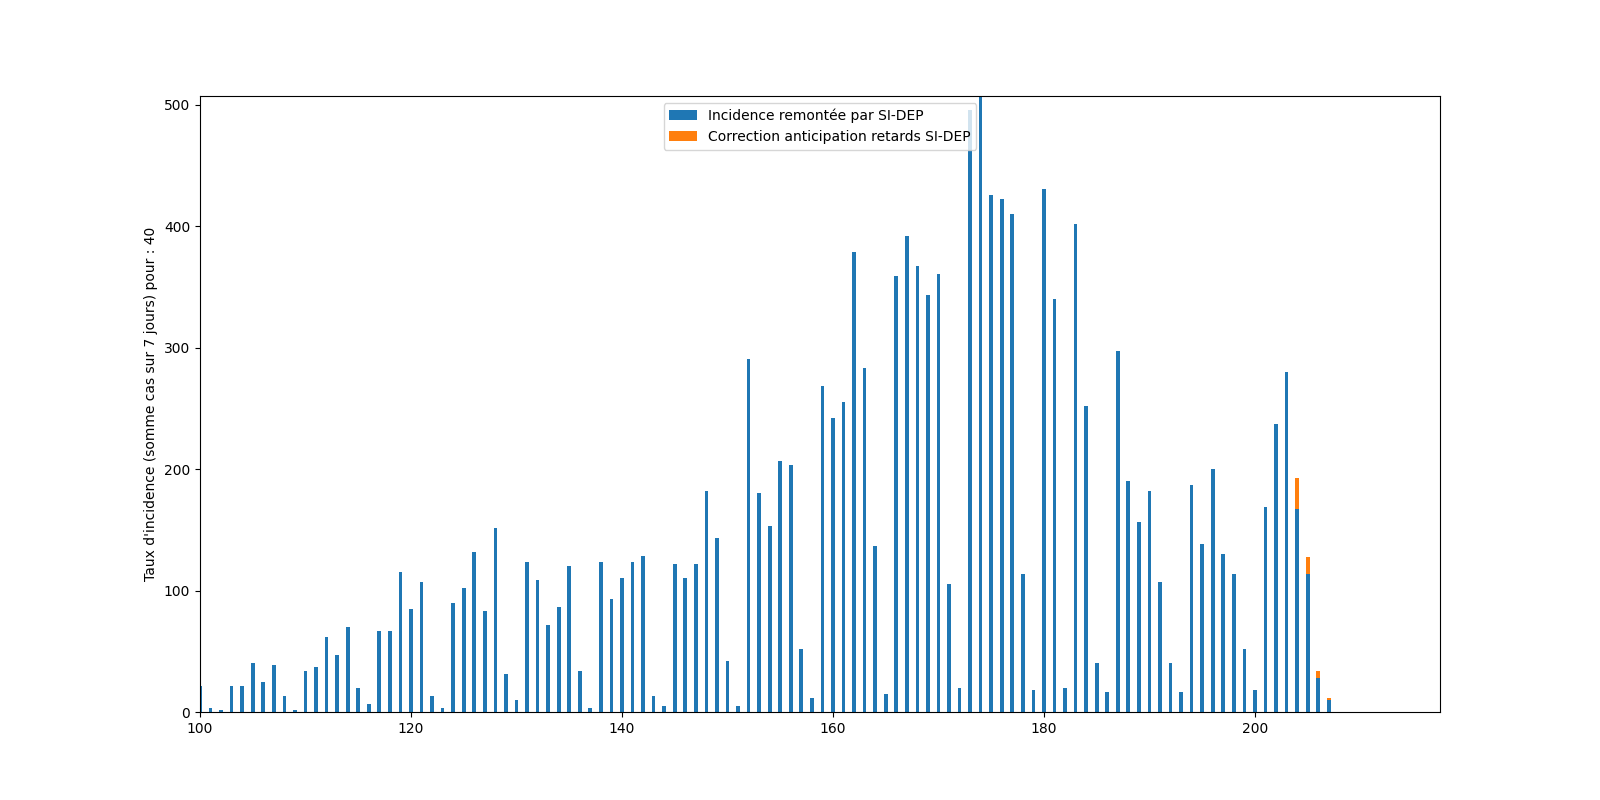 Incidence remontée par SI-DEP
Correction anticipation retards SI-DEP
Taux d'incidence (somme cas sur 7 jours) pour : 40
500
400
300
200
100
0
100 120 140 160 180 200